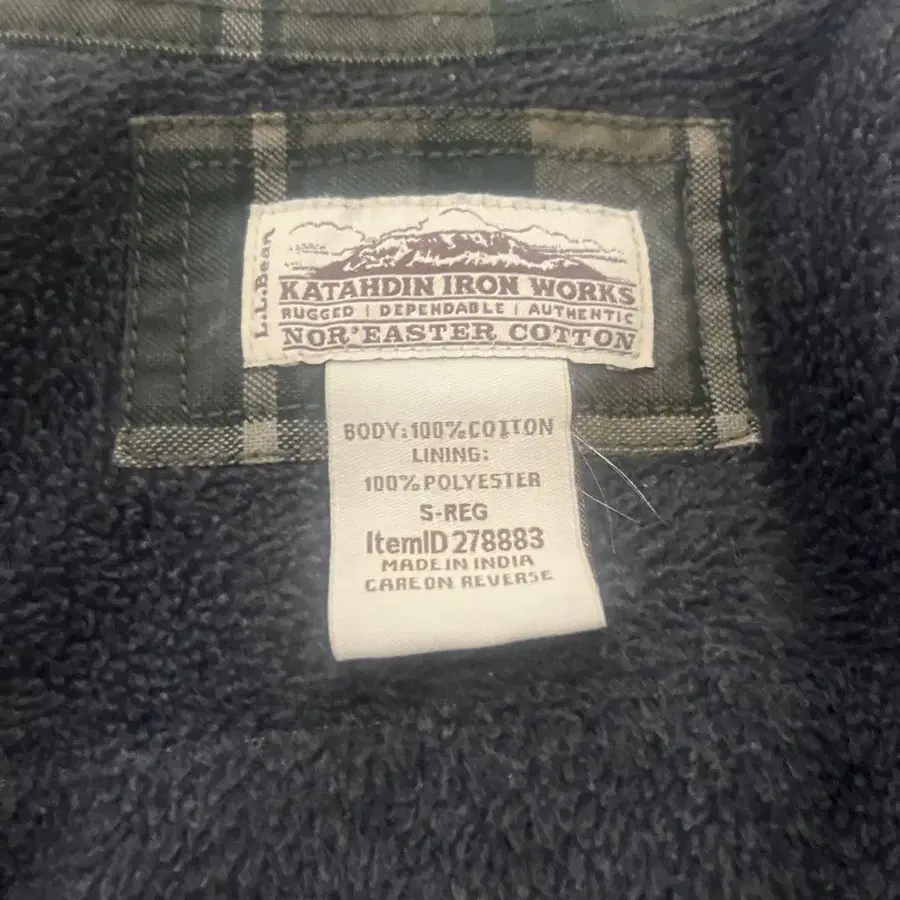 L.L.Bean
KATAHDIN IRON WORKS
RUGGED | DEPENDABLE | AUTHENTIC
NOR'EASTER COTTON
BODY: 100% COTTON
LINING:
100% POLYESTER
S-REG
ItemID 278883
MADE IN INDIA
CARE ON REVERSE